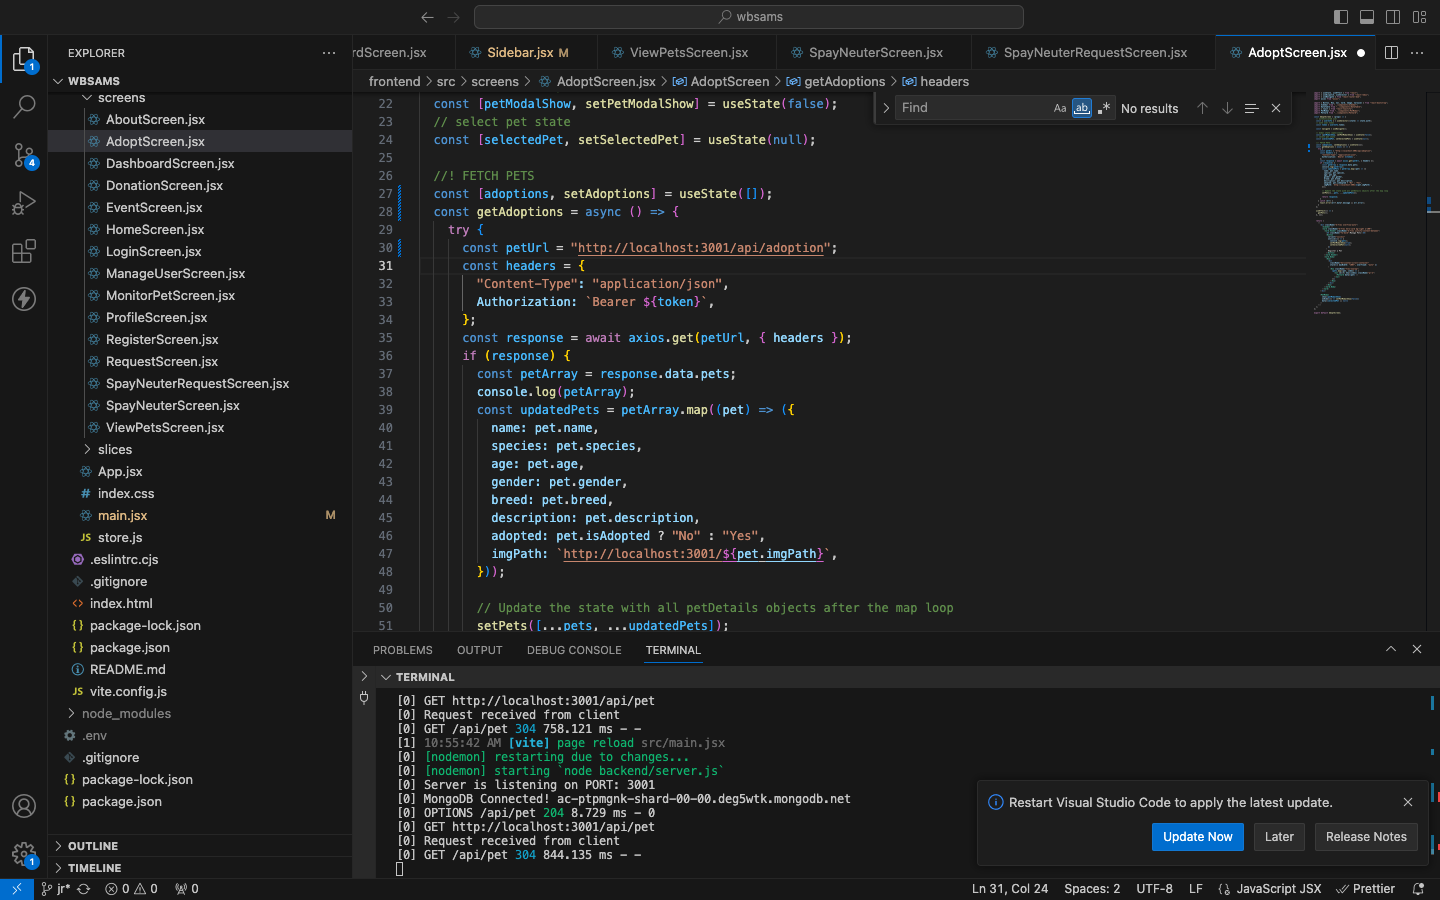 wbsams
EXPLORER
WBSAMS
screens
AboutScreen.jsx
AdoptScreen.jsx
DashboardScreen.jsx
DonationScreen.jsx
EventScreen.jsx
HomeScreen.jsx
LoginScreen.jsx
ManageUserScreen.jsx
MonitorPetScreen.jsx
ProfileScreen.jsx
RegisterScreen.jsx
RequestScreen.jsx
SpayNeuterRequestScreen.jsx
SpayNeuterScreen.jsx
ViewPetsScreen.jsx
slices
App.jsx
# index.css
main.jsx M
JS store.js
.eslintrc.cjs
.gitignore
<> index.html
{} package-lock.json
{} package.json
README.md
JS vite.config.js
node_modules
.env
.gitignore
{} package-lock.json
{} package.json
OUTLINE
TIMELINE
1
4
1
rdScreen.jsx Sidebar.jsx M ViewPetsScreen.jsx SpayNeuterScreen.jsx SpayNeuterRequestScreen.jsx AdoptScreen.jsx
frontend > src > screens > AdoptScreen.jsx > AdoptScreen > getAdoptions > headers
Find Aa ab No results
22 const [petModalShow, setPetModalShow] = useState(false);
23 // select pet state
24 const [selectedPet, setSelectedPet] = useState(null);
25
26 //! FETCH PETS
27 const [adoptions, setAdoptions] = useState([]);
28 const getAdoptions = async () => {
29 try {
30 const petUrl = "http://localhost:3001/api/adoption";
31 const headers = {
32 "Content-Type": "application/json",
33 Authorization: `Bearer ${token}`,
34 };
35 const response = await axios.get(petUrl, { headers });
36 if (response) {
37 const petArray = response.data.pets;
38 console.log(petArray);
39 const updatedPets = petArray.map((pet) => ({
40 name: pet.name,
41 species: pet.species,
42 age: pet.age,
43 gender: pet.gender,
44 breed: pet.breed,
45 description: pet.description,
46 adopted: pet.isAdopted ? "No" : "Yes",
47 imgPath: `http://localhost:3001/${pet.imgPath}`,
48 }));
49
50 // Update the state with all petDetails objects after the map loop
51 setPets([...pets, ...updatedPets]);
PROBLEMS OUTPUT DEBUG CONSOLE TERMINAL
TERMINAL
[0] GET http://localhost:3001/api/pet
[0] Request received from client
[0] GET /api/pet 304 758.121 ms - -
[1] 10:55:42 AM [vite] page reload src/main.jsx
[0] [nodemon] restarting due to changes...
[0] [nodemon] starting `node backend/server.js`
[0] Server is listening on PORT: 3001
[0] MongoDB Connected! ac-ptpmgnk-shard-00-00.deg5wtk.mongodb.net
[0] OPTIONS /api/pet 204 8.729 ms - 0
[0] GET http://localhost:3001/api/pet
[0] Request received from client
[0] GET /api/pet 304 844.135 ms - -
Restart Visual Studio Code to apply the latest update.
Update Now Later Release Notes
jr* 0 0 0 Ln 31, Col 24 Spaces: 2 UTF-8 LF {} JavaScript JSX Prettier